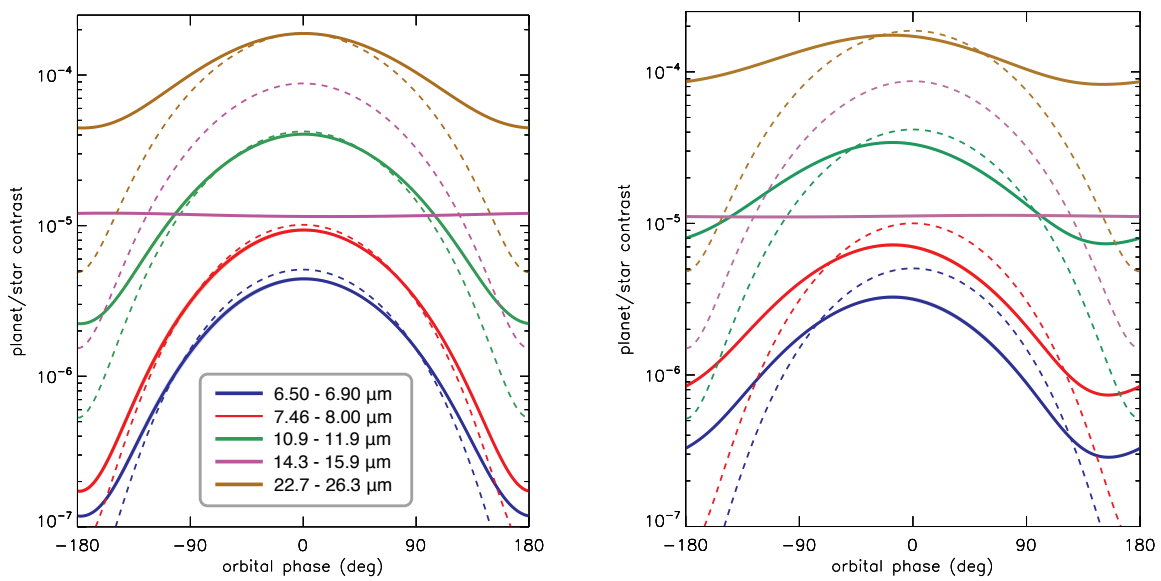 10⁻⁴
10⁻⁵
10⁻⁶
10⁻⁷
planet/star contrast
−180 −90 0 90 180
orbital phase (deg)
6.50 - 6.90 µm
7.46 - 8.00 µm
10.9 - 11.9 µm
14.3 - 15.9 µm
22.7 - 26.3 µm
10⁻⁴
10⁻⁵
10⁻⁶
10⁻⁷
planet/star contrast
−180 −90 0 90 180
orbital phase (deg)